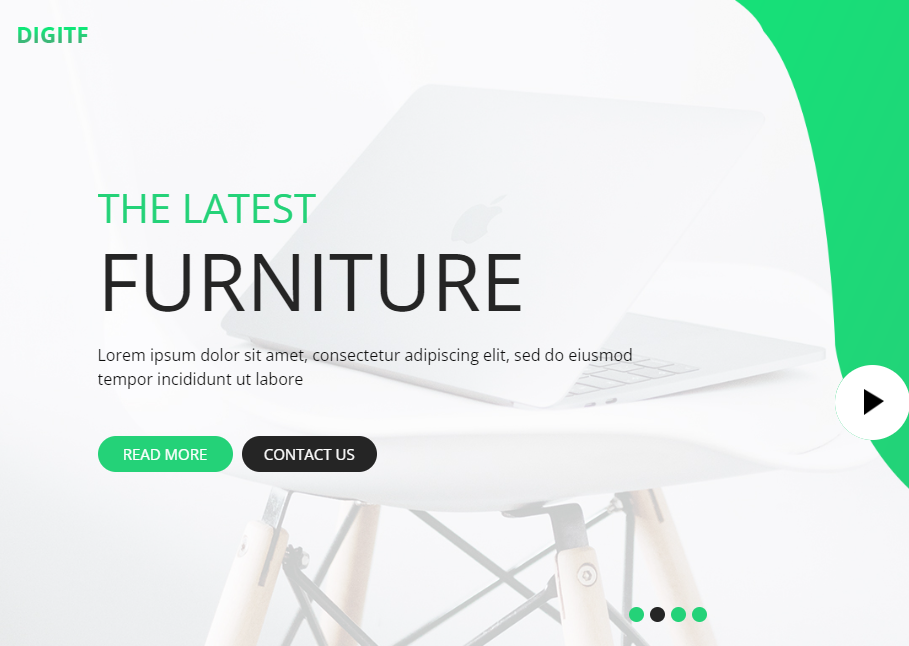 DIGITF
THE LATEST
FURNITURE
Lorem ipsum dolor sit amet, consectetur adipiscing elit, sed do eiusmod
tempor incididunt ut labore
READ MORE
CONTACT US